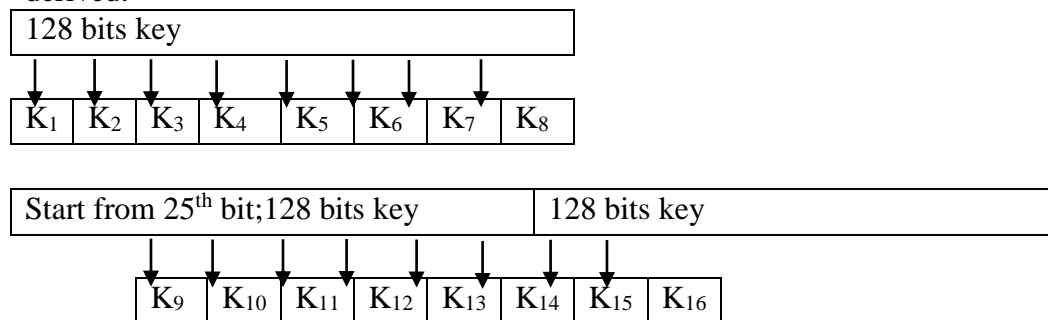 derived.
128 bits key
K₁ K₂ K₃ K₄ K₅ K₆ K₇ K₈
Start from 25ᵗʰ bit;128 bits key 128 bits key
K₉ K₁₀ K₁₁ K₁₂ K₁₃ K₁₄ K₁₅ K₁₆